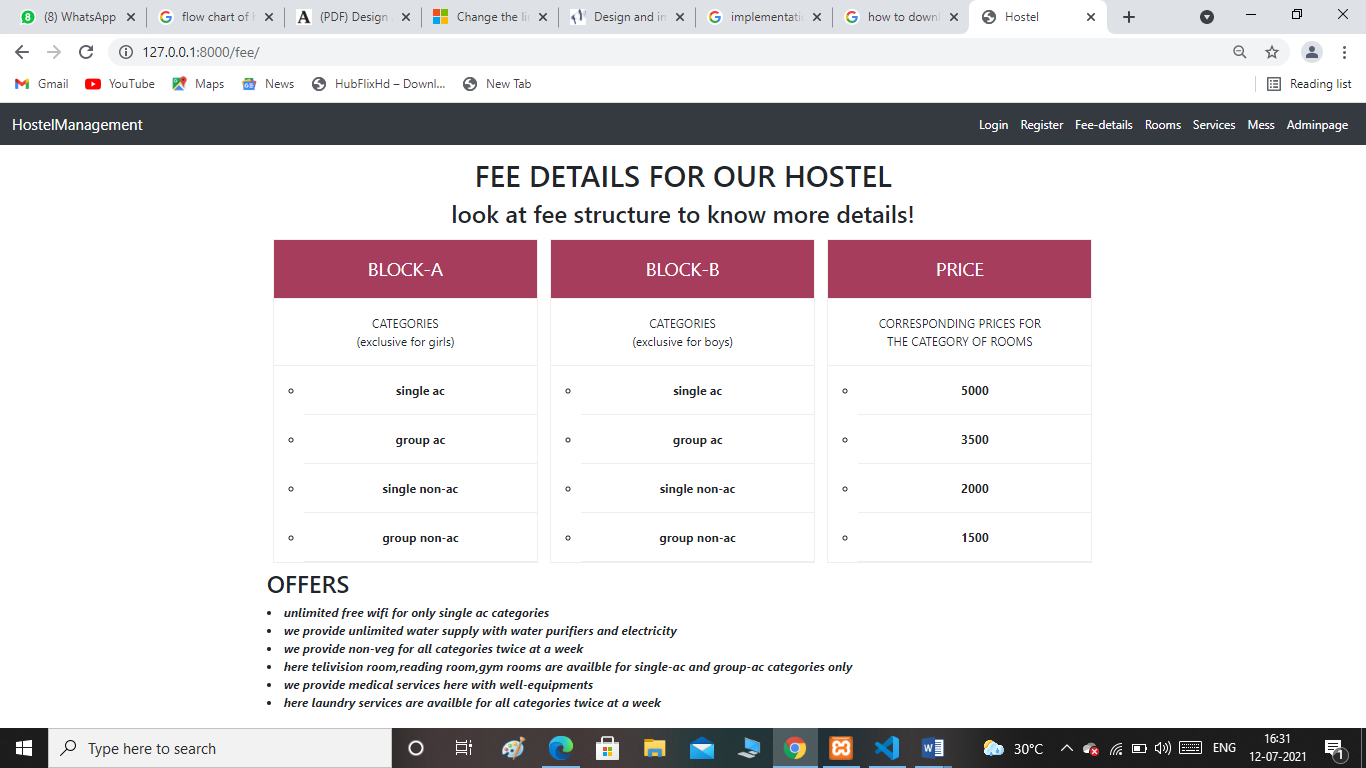 (8) WhatsApp
flow chart of h
(PDF) Design a
Change the lin
Design and im
implementatio
how to downl
Hostel
127.0.0.1:8000/fee/
Gmail
YouTube
Maps
News
HubFlixHd – Downl...
New Tab
Reading list
HostelManagement
Login Register Fee-details Rooms Services Mess Adminpage
FEE DETAILS FOR OUR HOSTEL
look at fee structure to know more details!
BLOCK-A
CATEGORIES
(exclusive for girls)
single ac
group ac
single non-ac
group non-ac
BLOCK-B
CATEGORIES
(exclusive for boys)
single ac
group ac
single non-ac
group non-ac
PRICE
CORRESPONDING PRICES FOR
THE CATEGORY OF ROOMS
5000
3500
2000
1500
OFFERS
unlimited free wifi for only single ac categories
we provide unlimited water supply with water purifiers and electricity
we provide non-veg for all categories twice at a week
here telivision room,reading room,gym rooms are availble for single-ac and group-ac categories only
we provide medical services here with well-equipments
here laundry services are availble for all categories twice at a week
Type here to search
30°C
ENG
16:31
12-07-2021
1